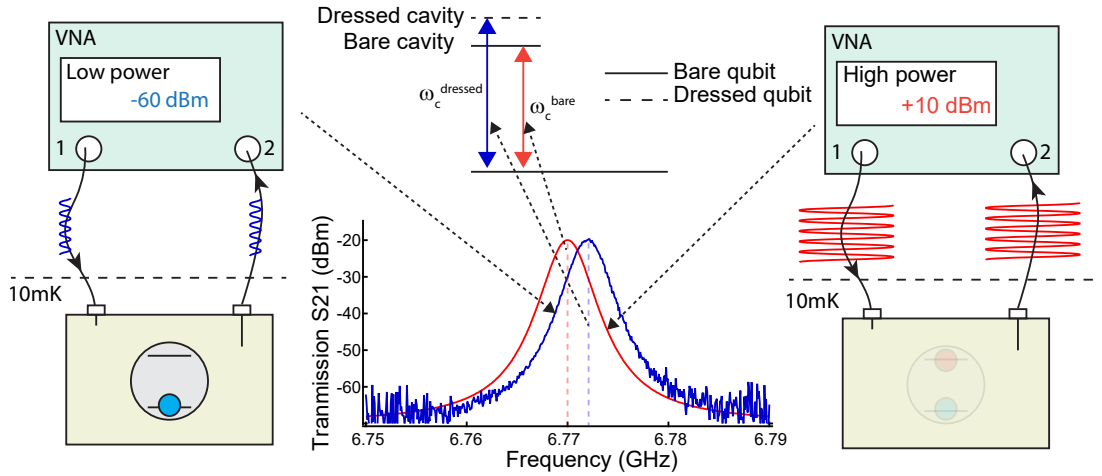 VNA
Low power
-60 dBm
1
2
10mK
Dressed cavity
Bare cavity
ω_c^dressed
ω_c^bare
Bare qubit
Dressed qubit
Tranmission S21 (dBm)
-20
-30
-40
-50
-60
6.75
6.76
6.77
6.78
6.79
Frequency (GHz)
VNA
High power
+10 dBm
1
2
10mK